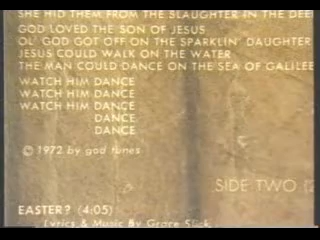 SHE HID THEM FROM THE SLAUGHTER IN THE DEE
GOD LOVED THE SON OF JESUS
OL' GOD GOT OFF ON THE SPARKLIN' DAUGHTER
JESUS COULD WALK ON THE WATER
THE MAN COULD DANCE ON THE SEA OF GALILEE
WATCH HIM DANCE
WATCH HIM DANCE
WATCH HIM DANCE
DANCE
DANCE
© 1972 by god tunes
SIDE TWO
EASTER? (4:05)
Lyrics & Music By Grace Slick